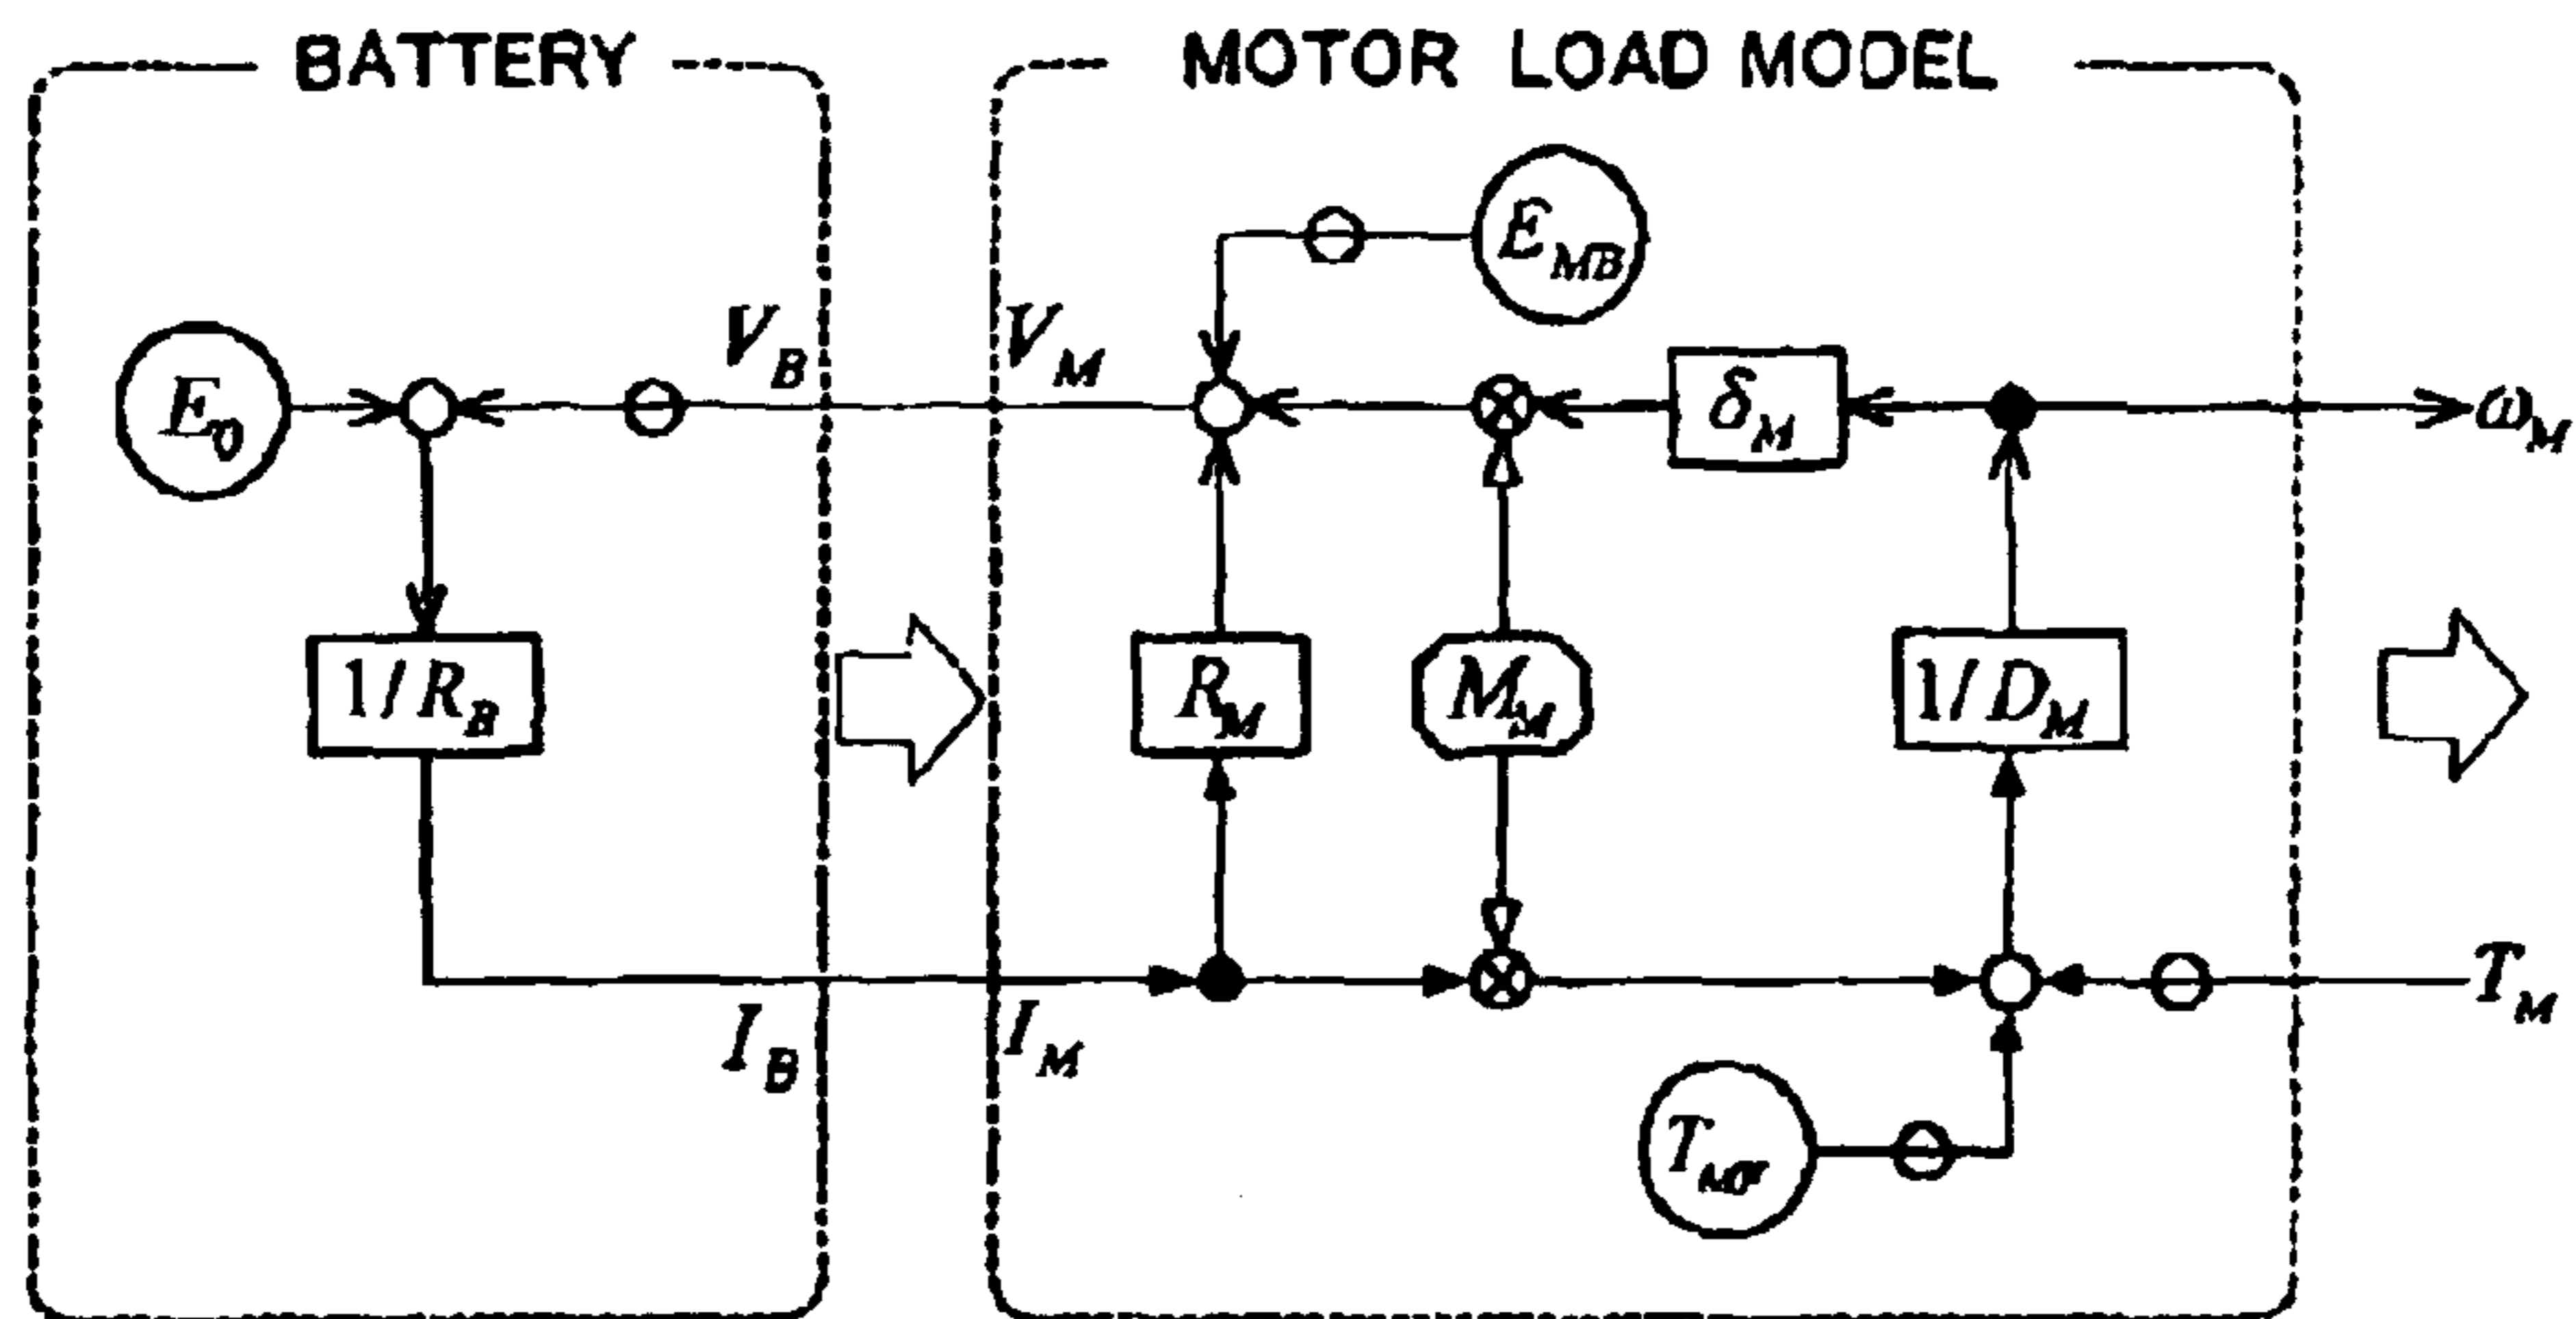 BATTERY
MOTOR LOAD MODEL
E_MB
V_B
V_M
E_0
δ_M
ω_M
1/R_B
R_M
M_M
1/D_M
I_B
I_M
T_M